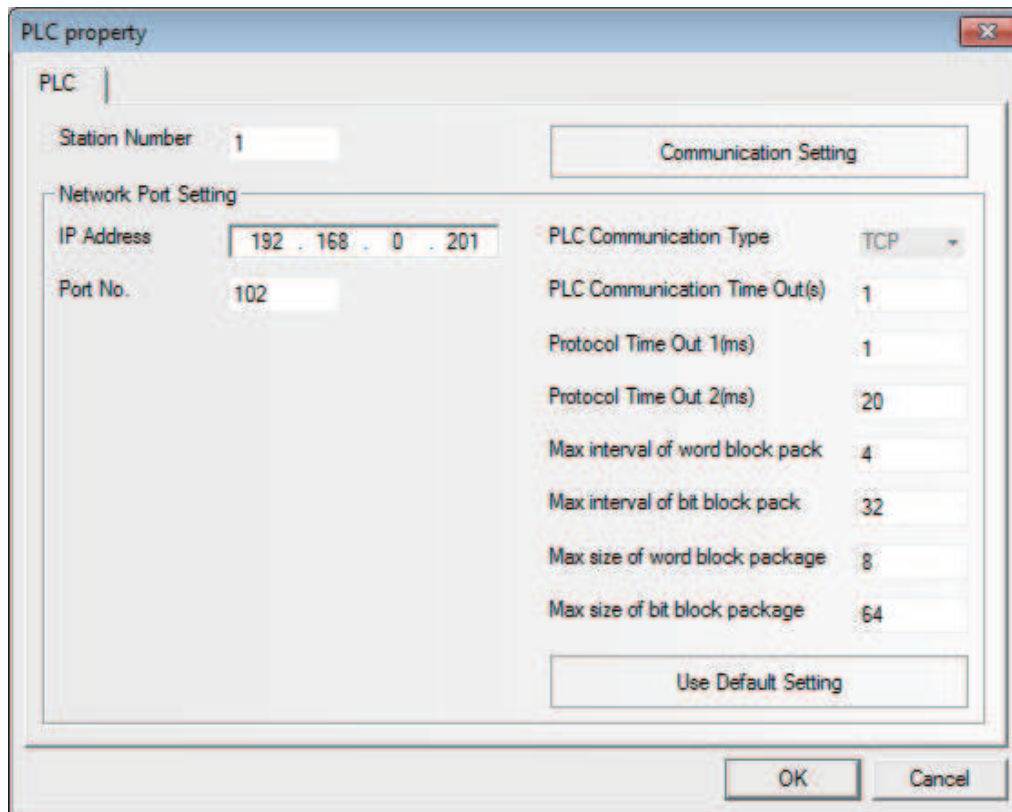 PLC property
PLC
Station Number 1
Communication Setting
Network Port Setting
IP Address 192 . 168 . 0 . 201
PLC Communication Type TCP
Port No. 102
PLC Communication Time Out(s) 1
Protocol Time Out 1(ms) 1
Protocol Time Out 2(ms) 20
Max interval of word block pack 4
Max interval of bit block pack 32
Max size of word block package 8
Max size of bit block package 64
Use Default Setting
OK Cancel